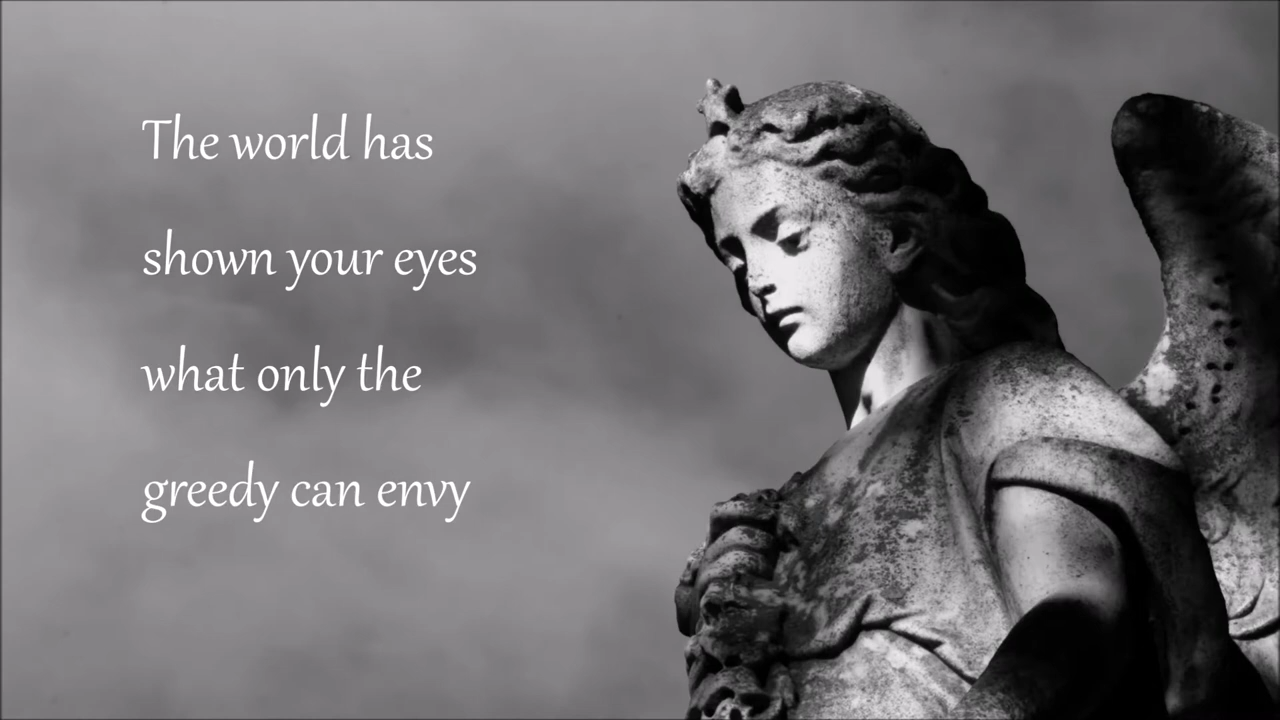 The world has
shown your eyes
what only the
greedy can envy